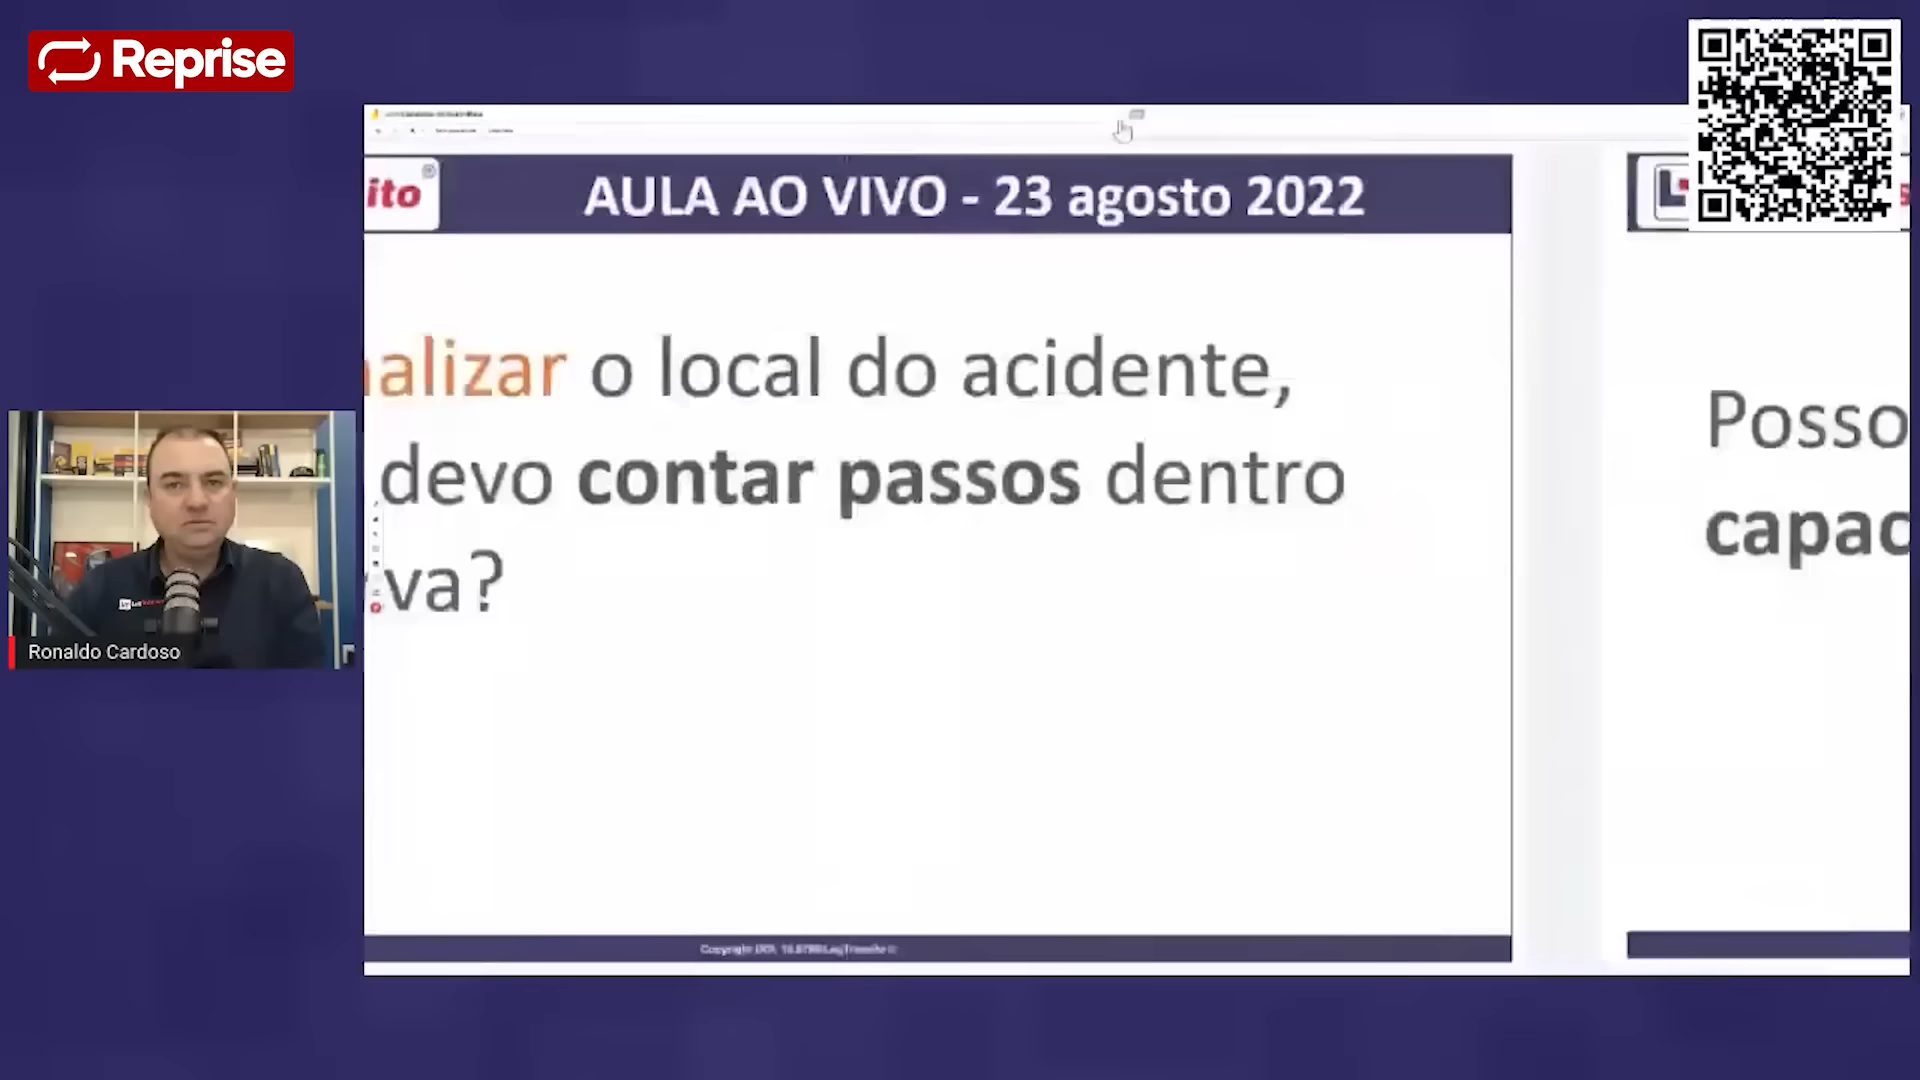 Reprise
ito
AULA AO VIVO - 23 agosto 2022
nalizar o local do acidente,
devo contar passos dentro
va?
Posso
capac
Ronaldo Cardoso